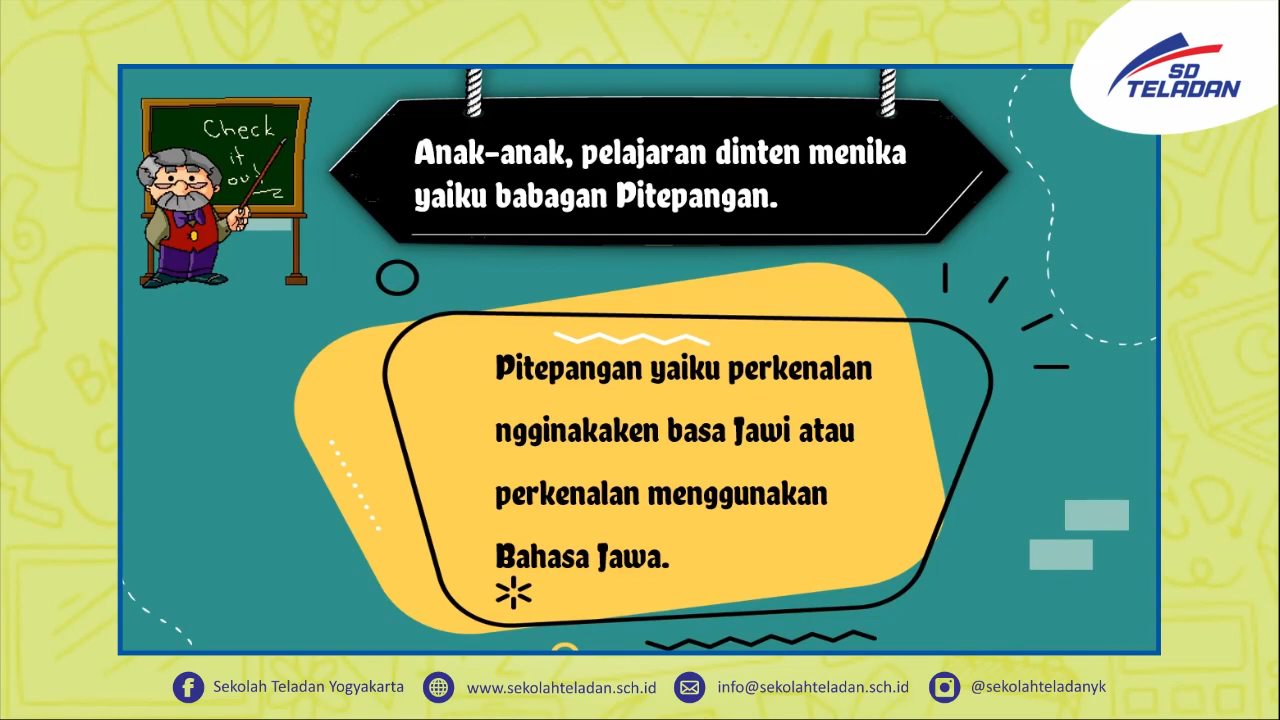 SD
TELADAN
Check
it
out
Anak-anak, pelajaran dinten menika
yaiku babagan Pitepangan.
Pitepangan yaiku perkenalan
ngginakaken basa Jawi atau
perkenalan menggunakan
Bahasa Jawa.
Sekolah Teladan Yogyakarta
www.sekolahteladan.sch.id
info@sekolahteladan.sch.id
@sekolahteladanyk